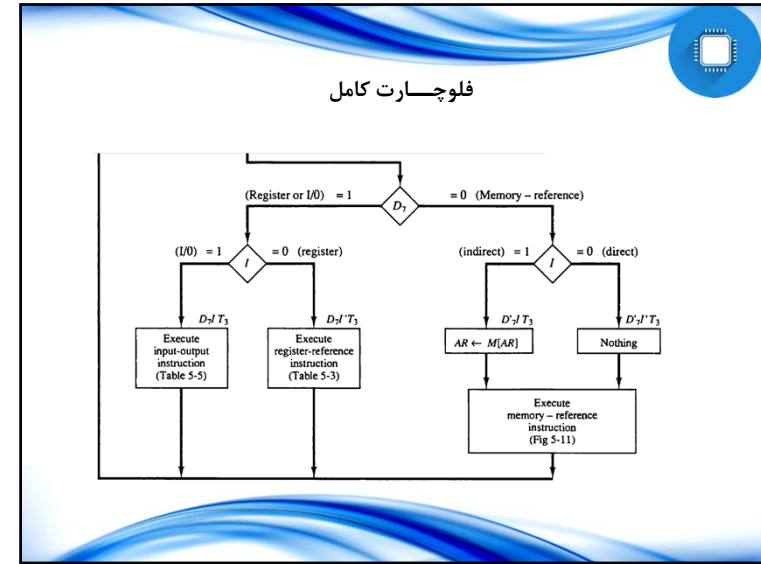 فلوچـــارت کامل
(Register or I/0) = 1
D₇
= 0 (Memory – reference)
(I/0) = 1
I
= 0 (register)
(indirect) = 1
I
= 0 (direct)
D₇I T₃
D₇I'T₃
D'₇I T₃
D'₇I'T₃
Execute
input-output
instruction
(Table 5-5)
Execute
register-reference
instruction
(Table 5-3)
AR ← M[AR]
Nothing
Execute
memory – reference
instruction
(Fig 5-11)